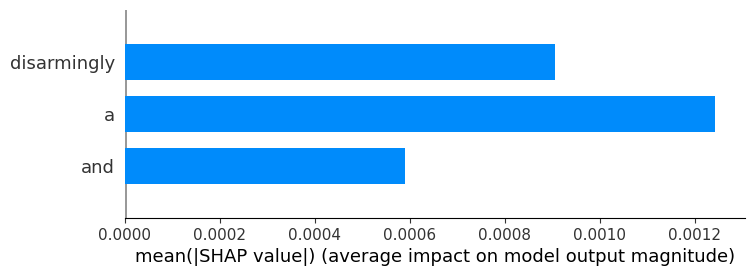 disarmingly
a
and
0.0000 0.0002 0.0004 0.0006 0.0008 0.0010 0.0012
mean(|SHAP value|) (average impact on model output magnitude)